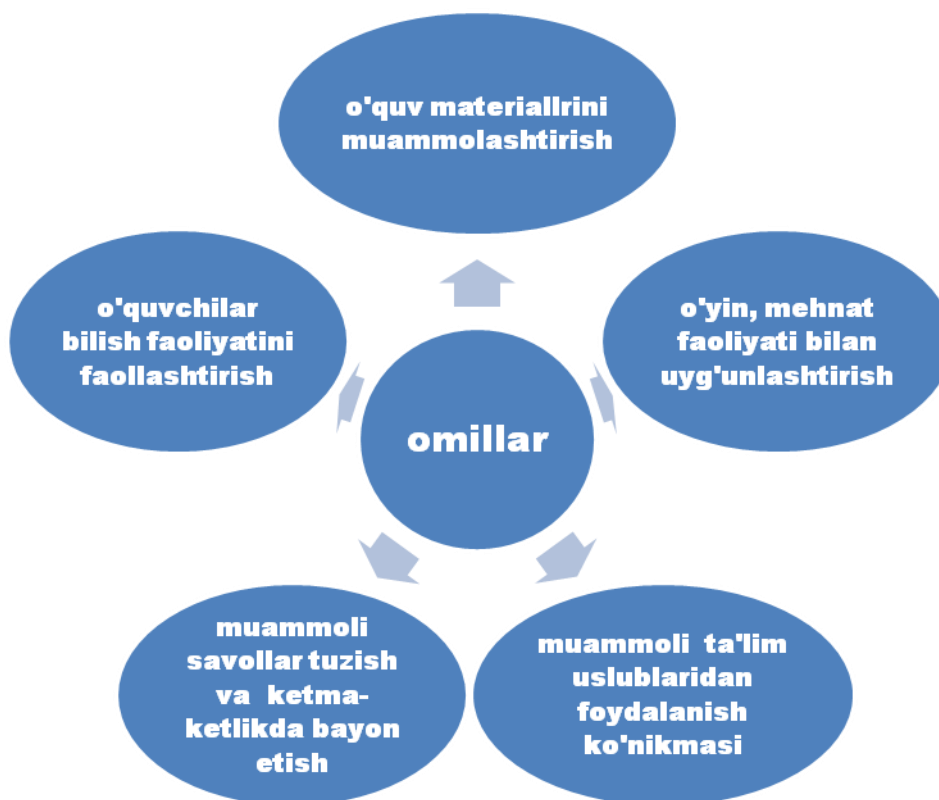 o'quv materiallrini
muammolashtirish
o'quvchilar
bilish faoliyatini
faollashtirish
o'yin, mehnat
faoliyati bilan
uyg'unlashtirish
omillar
muammoli
savollar tuzish
va ketma-
ketlikda bayon
etish
muammoli ta'lim
uslublaridan
foydalanish
ko'nikmasi